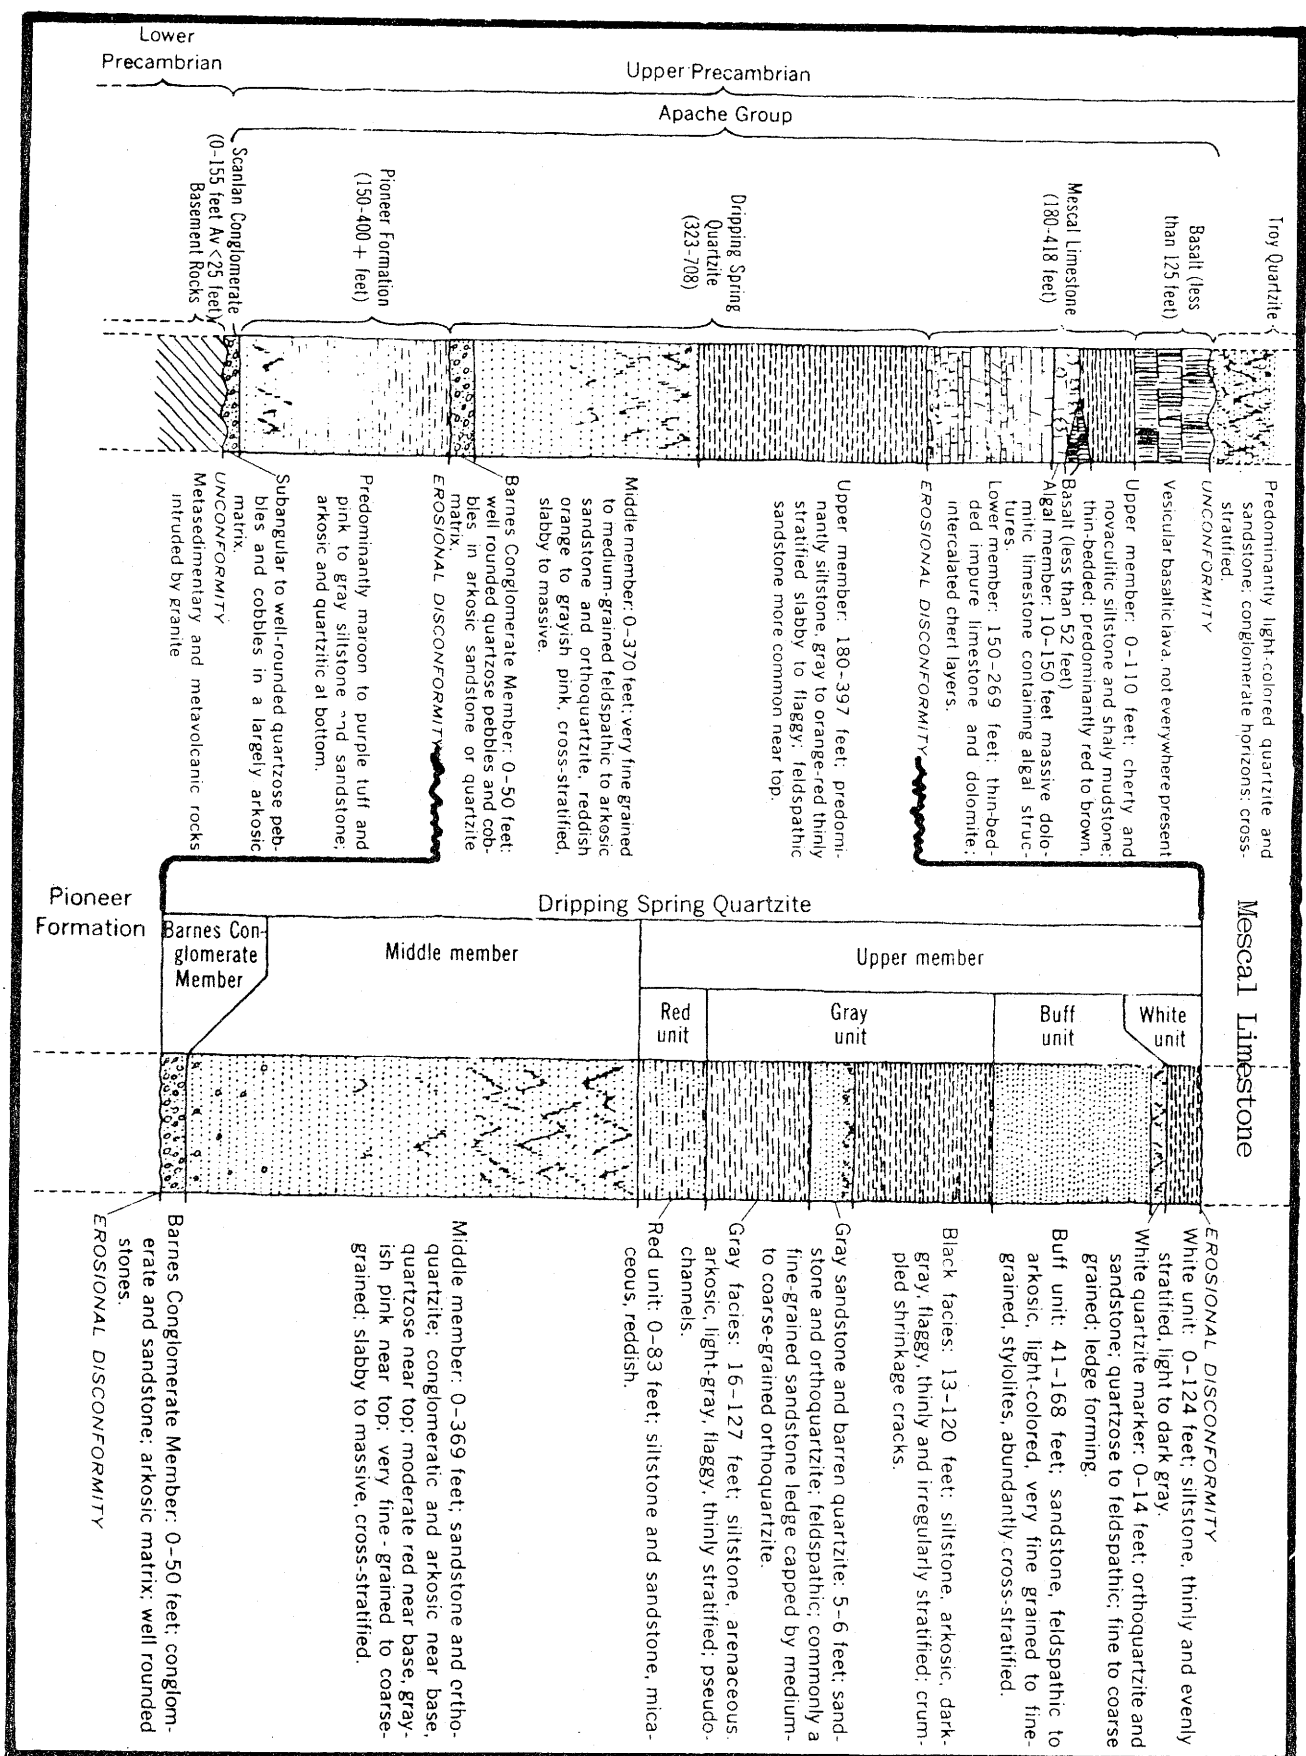 Lower
Precambrian
Upper Precambrian
Apache Group
Troy Quartzite
Basalt (less
than 125 feet)
Mescal Limestone
(180-418 feet)
Dripping Spring
Quartzite
(323-708)
Pioneer Formation
(150-400+ feet)
Scanlan Conglomerate
(0-155 feet Av <25 feet)
Basement Rocks
Predominantly light-colored quartzite and
sandstone; conglomerate horizons; cross-
stratified.
UNCONFORMITY
Vesicular basaltic lava, not everywhere present
Upper member: 0-110 feet; cherty and
novaculitic siltstone and shaly mudstone;
thin-bedded; predominantly red to brown.
Basalt (less than 52 feet)
Algal member: 10-150 feet massive dolo-
mitic limestone containing algal struc-
tures.
Lower member: 150-269 feet; thin-bed-
ded impure limestone and dolomite;
intercalated chert layers.
EROSIONAL DISCONFORMITY
Upper member: 180-397 feet; predomi-
nantly siltstone, gray to orange-red thinly
stratified slabby to flaggy; feldspathic
sandstone more common near top.
Middle member: 0-370 feet; very fine grained
to medium-grained feldspathic to arkosic
sandstone and orthoquartzite, reddish
orange to grayish pink, cross-stratified,
slabby to massive.
Barnes Conglomerate Member: 0-50 feet:
well rounded quartzose pebbles and cob-
bles in arkosic sandstone or quartzite
matrix.
EROSIONAL DISCONFORMITY
Predominantly maroon to purple tuff and
pink to gray siltstone and sandstone;
arkosic and quartzitic at bottom.
Subangular to well-rounded quartzose peb-
bles and cobbles in a largely arkosic
matrix.
UNCONFORMITY
Metasedimentary and metavolcanic rocks
intruded by granite
Pioneer
Formation
Dripping Spring Quartzite
Mescal Limestone
Barnes Con-
glomerate
Member
Middle member
Upper member
Red
unit
Gray
unit
Buff
unit
White
unit
EROSIONAL DISCONFORMITY
White unit: 0-124 feet; siltstone, thinly and evenly
stratified, light to dark gray.
White quartzite marker: 0-14 feet; orthoquartzite and
sandstone; quartzose to feldspathic; fine to coarse
grained; ledge forming.
Buff unit: 41-168 feet; sandstone, feldspathic to
arkosic, light-colored, very fine grained to fine-
grained, stylolites, abundantly cross-stratified.
Black facies: 13-120 feet; siltstone, arkosic, dark-
gray, flaggy, thinly and irregularly stratified; crum-
pled shrinkage cracks.
Gray sandstone and barren quartzite: 5-6 feet; sand-
stone and orthoquartzite; feldspathic; commonly a
fine-grained sandstone ledge capped by medium-
to coarse-grained orthoquartzite.
Gray facies: 16-127 feet; siltstone, arenaceous.
arkosic, light-gray, flaggy, thinly stratified; pseudo-
channels.
Red unit: 0-83 feet; siltstone and sandstone, mica-
ceous, reddish.
Middle member: 0-369 feet; sandstone and ortho-
quartzite; conglomeratic and arkosic near base,
quartzose near top; moderate red near base, gray-
ish pink near top; very fine-grained to coarse-
grained; slabby to massive, cross-stratified.
Barnes Conglomerate Member: 0-50 feet; conglom-
erate and sandstone; arkosic matrix; well rounded
stones.
EROSIONAL DISCONFORMITY